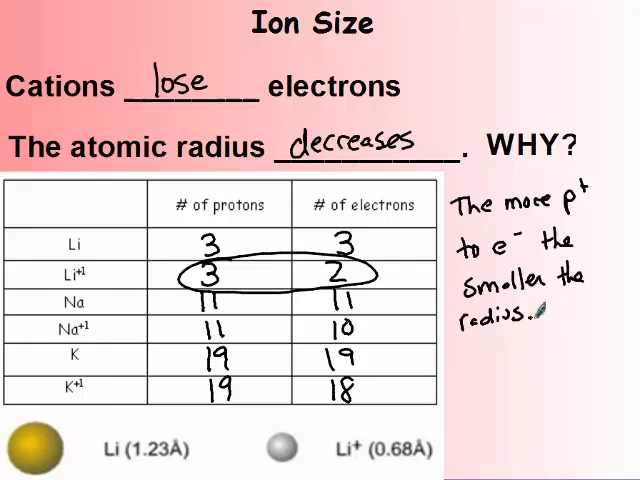 Ion Size
Cations lose electrons
The atomic radius decreases. WHY?
# of protons # of electrons
Li 3 3
Li+1 3 2
Na 11 11
Na+1 11 10
K 19 19
K+1 19 18
The more p+
to e- the
smaller the
radius.
Li (1.23Å) Li+ (0.68Å)